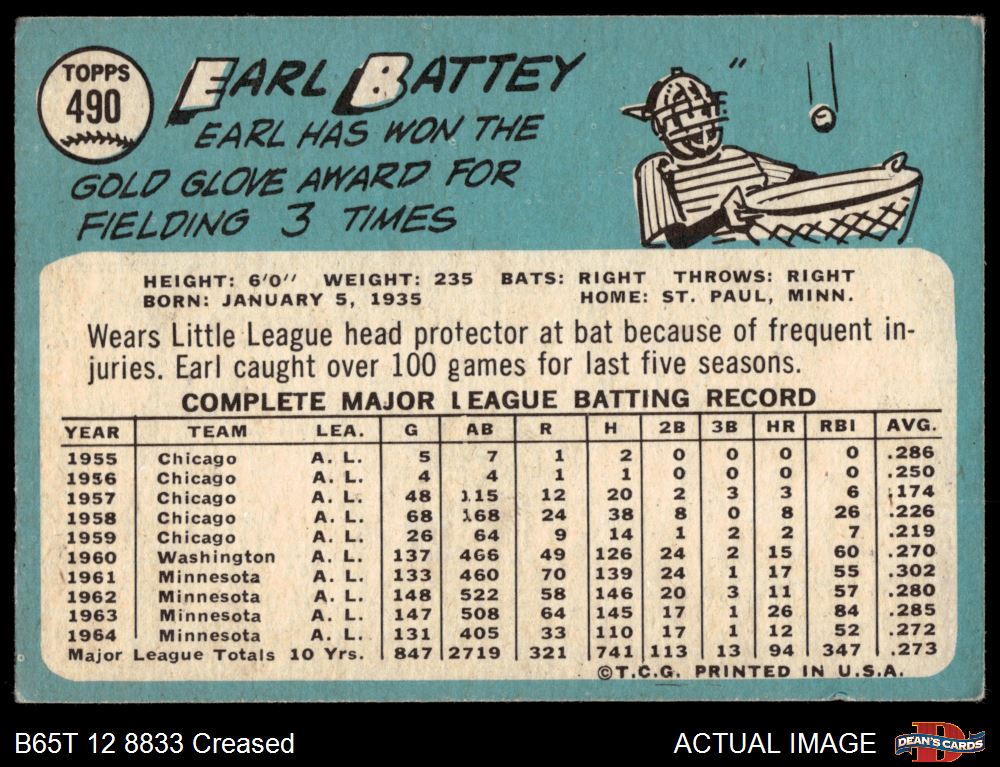 TOPPS
490
EARL BATTEY
EARL HAS WON THE
GOLD GLOVE AWARD FOR
FIELDING 3 TIMES
HEIGHT: 6'0" WEIGHT: 235 BATS: RIGHT THROWS: RIGHT
BORN: JANUARY 5, 1935 HOME: ST. PAUL, MINN.
Wears Little League head protector at bat because of frequent in-
juries. Earl caught over 100 games for last five seasons.
COMPLETE MAJOR LEAGUE BATTING RECORD
YEAR TEAM LEA. G AB R H 2B 3B HR RBI AVG.
1955 Chicago A. L. 5 7 1 2 0 0 0 0 .286
1956 Chicago A. L. 4 4 1 1 0 0 0 0 .250
1957 Chicago A. L. 48 115 12 20 2 3 3 6 .174
1958 Chicago A. L. 68 168 24 38 8 0 8 26 .226
1959 Chicago A. L. 26 64 9 14 1 2 2 7 .219
1960 Washington A. L. 137 466 49 126 24 2 15 60 .270
1961 Minnesota A. L. 133 460 70 139 24 1 17 55 .302
1962 Minnesota A. L. 148 522 58 146 20 3 11 57 .280
1963 Minnesota A. L. 147 508 64 145 17 1 26 84 .285
1964 Minnesota A. L. 131 405 33 110 17 1 12 52 .272
Major League Totals 10 Yrs. 847 2719 321 741 113 13 94 347 .273
©T.C.G. PRINTED IN U.S.A.
B65T 12 8833 Creased
ACTUAL IMAGE
DEAN'S CARDS